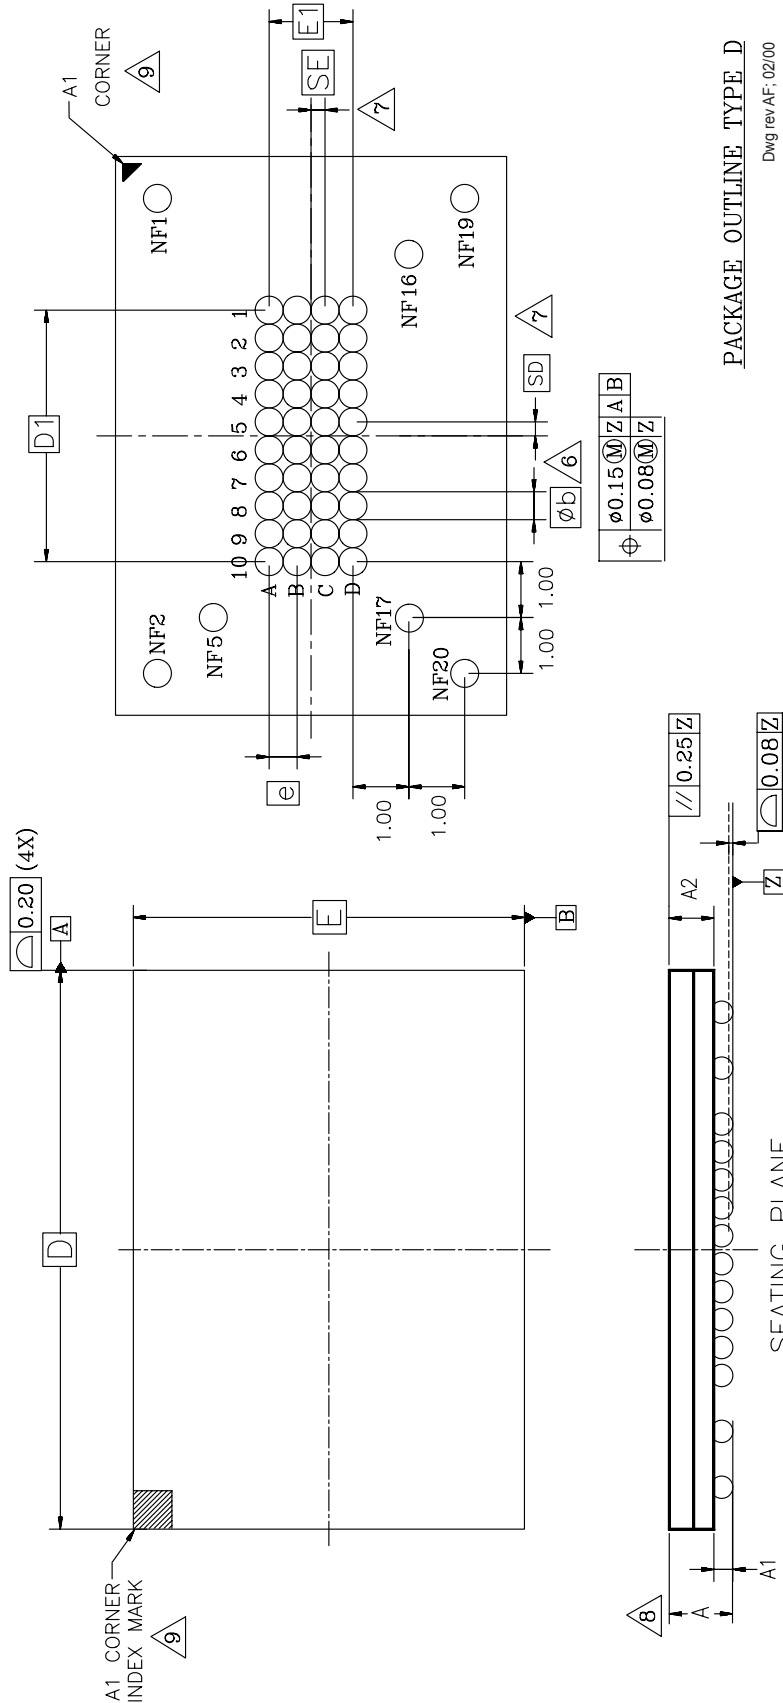 D
0.20 (4X)
A
A1 CORNER
INDEX MARK
9
E
B
8
A
A1
A2
// 0.25 Z
0.08 Z
Z
SEATING PLANE
D1
A1
CORNER
9
NF2
NF1
NF5
10 9 8 7 6 5 4 3 2 1
A
B
C
D
E1
SE
7
e
NF17
NF16
NF20
NF19
1.00
1.00
1.00
1.00
Øb
6
SD
7
⌖ ø0.15 Ⓜ Z A B
ø0.08 Ⓜ Z
PACKAGE OUTLINE TYPE D
Dwg rev AF; 02/00